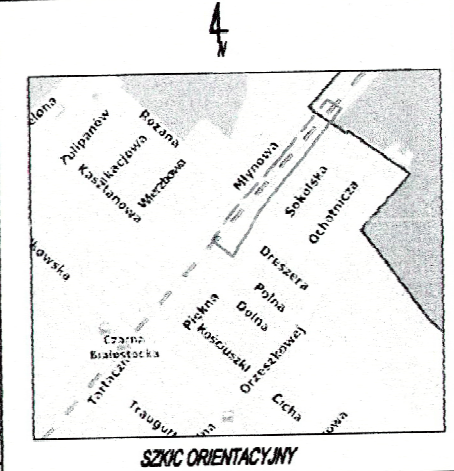 N
Różana
Tulipanów
Akacjowa
Kasztanowa
Wierzbowa
Młynowa
Sokolska
Ochotnicza
Dreszera
Polna
Dolna
Piękna
Kościuszki
Orzeszkowej
Czarna
Białostocka
Cicha
SZKIC ORIENTACYJNY